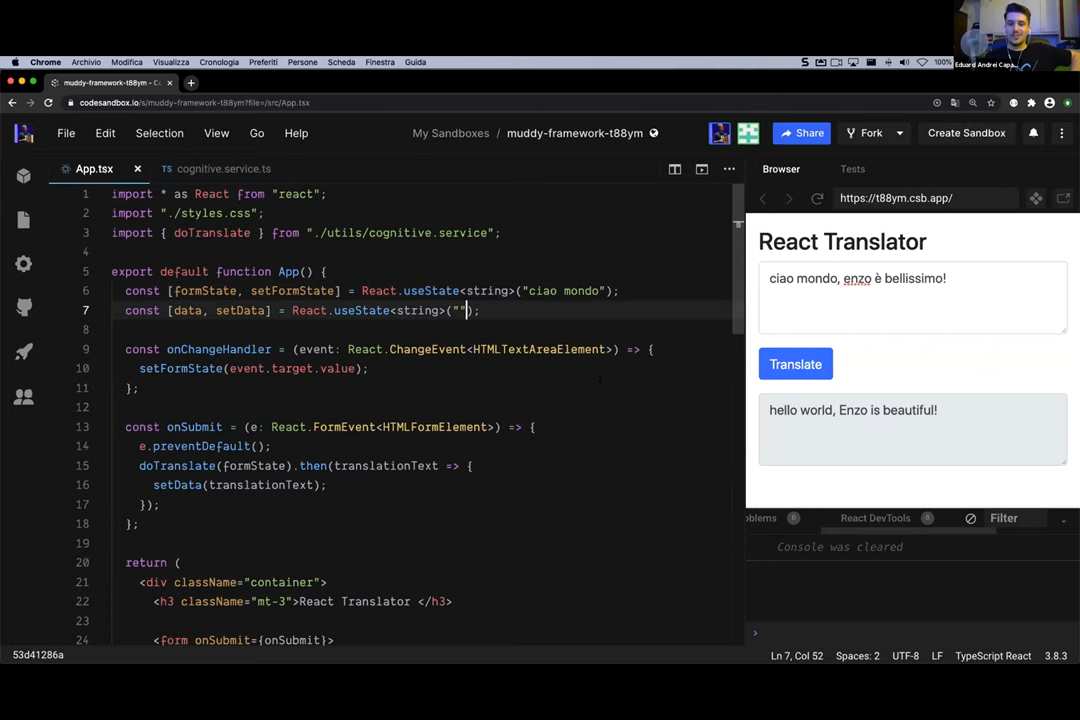 Eduard Andrei Capa...
Chrome Archivio Modifica Visualizza Cronologia Preferiti Persone Scheda Finestra Guida 100%
muddy-framework-t88ym - Co
codesandbox.io/s/muddy-framework-t88ym?file=/src/App.tsx
File Edit Selection View Go Help My Sandboxes / muddy-framework-t88ym Share Fork Create Sandbox
App.tsx TS cognitive.service.ts
1 import * as React from "react";
2 import "./styles.css";
3 import { doTranslate } from "./utils/cognitive.service";
4
5 export default function App() {
6 const [formState, setFormState] = React.useState<string>("ciao mondo");
7 const [data, setData] = React.useState<string>("");
8
9 const onChangeHandler = (event: React.ChangeEvent<HTMLTextAreaElement>) => {
10 setFormState(event.target.value);
11 };
12
13 const onSubmit = (e: React.FormEvent<HTMLFormElement>) => {
14 e.preventDefault();
15 doTranslate(formState).then(translationText => {
16 setData(translationText);
17 });
18 };
19
20 return (
21 <div className="container">
22 <h3 className="mt-3">React Translator </h3>
23
24 <form onSubmit={onSubmit}>
Browser Tests
https://t88ym.csb.app/
React Translator
ciao mondo, enzo è bellissimo!
Translate
hello world, Enzo is beautiful!
oblems 0 React DevTools 0 Filter
Console was cleared
53d41286a Ln 7, Col 52 Spaces: 2 UTF-8 LF TypeScript React 3.8.3